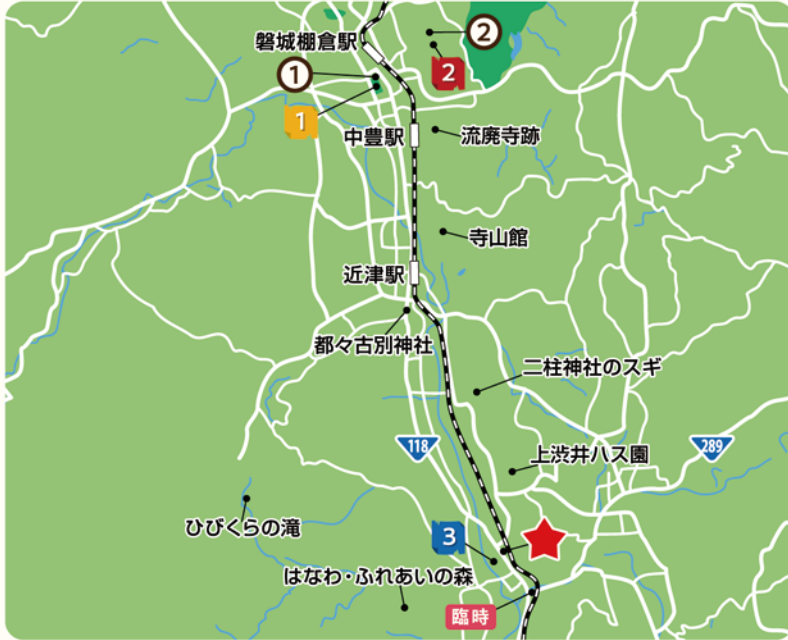 磐城棚倉駅
②
①
2
1
中豊駅
流廃寺跡
寺山館
近津駅
都々古別神社
二柱神社のスギ
118
289
上渋井ハス園
ひびくらの滝
3
はなわ・ふれあいの森
臨時